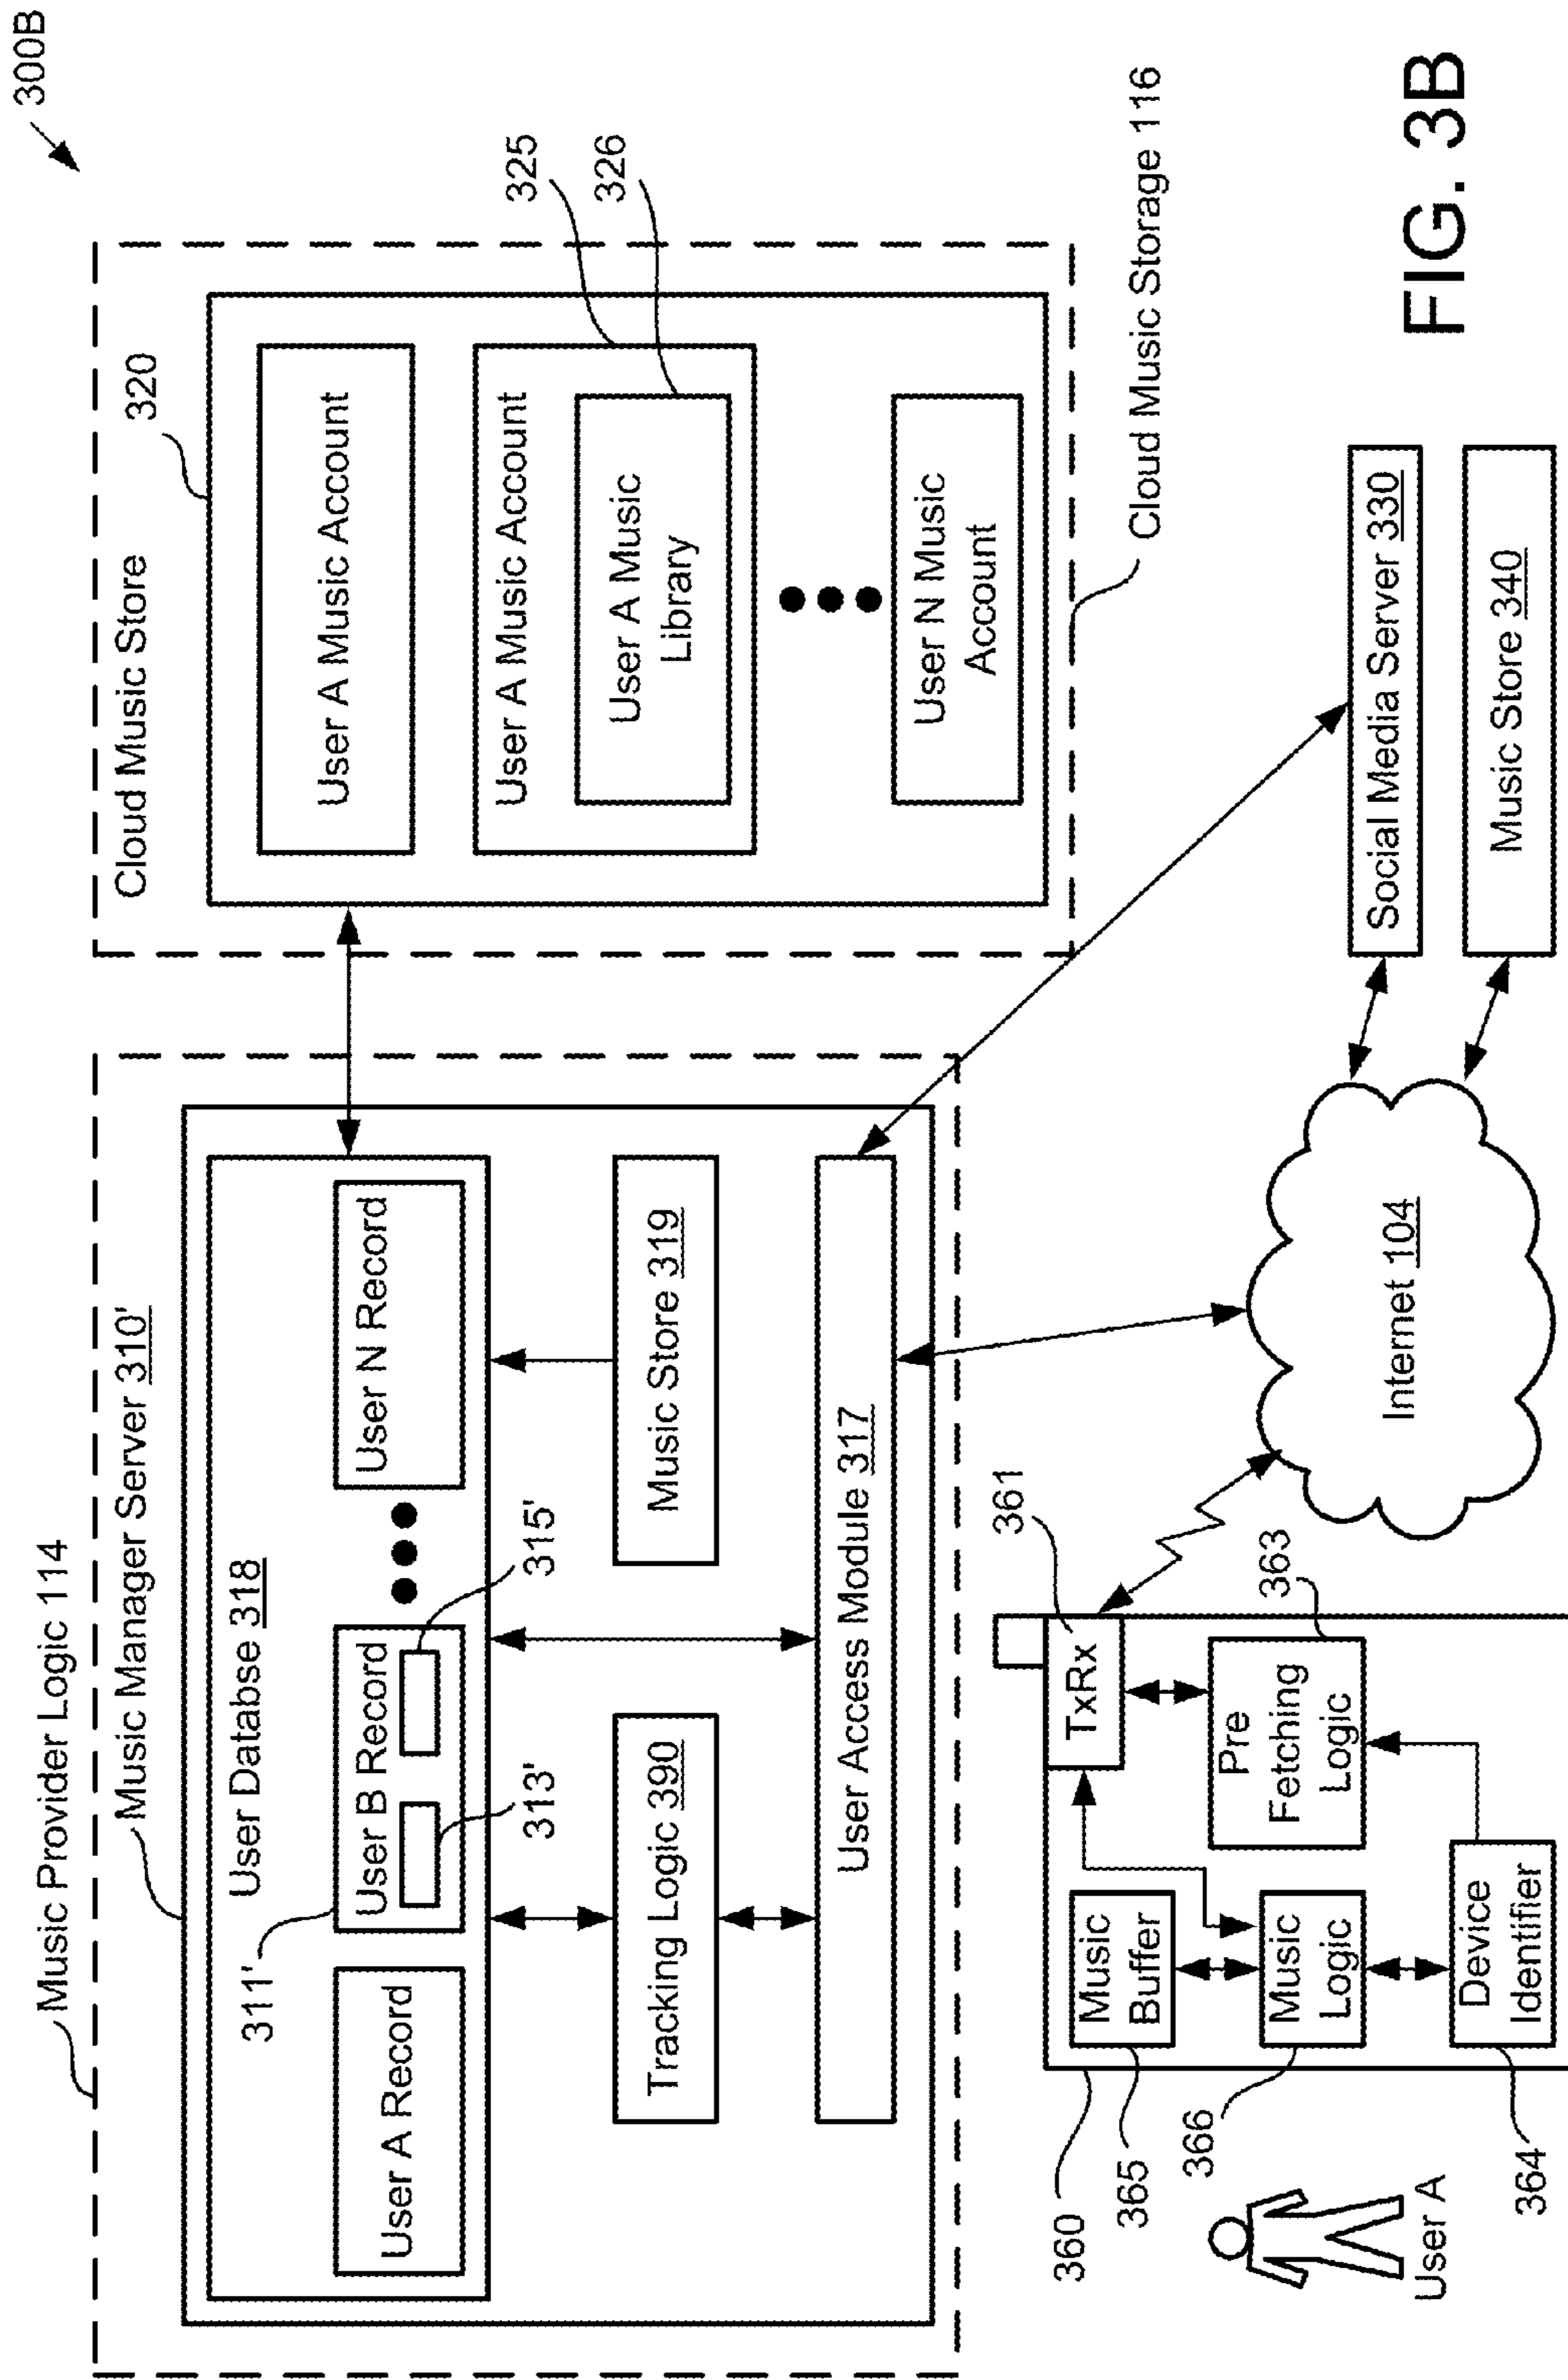 300B
Music Provider Logic 114
Music Manager Server 310'
User Databse 318
311'
User A Record
User B Record
User N Record
313'
315'
Tracking Logic 390
Music Store 319
User Access Module 317
Cloud Music Store
320
User A Music Account
325
User A Music Account
326
User A Music
Library
User N Music
Account
Cloud Music Storage 116
360
365
366
364
User A
Music
Buffer
Music
Logic
Device
Identifier
TxRx
361
Pre
Fetching
Logic
363
Internet 104
Social Media Server 330
Music Store 340
FIG. 3B